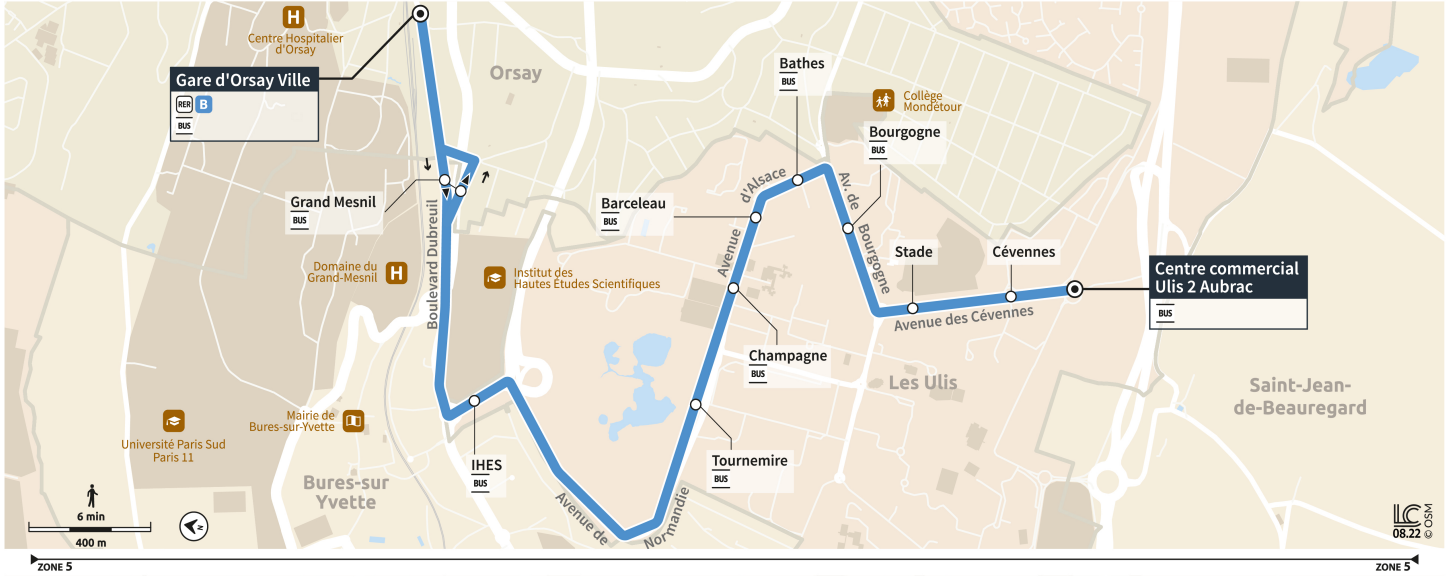 H
Centre Hospitalier
d'Orsay
Gare d'Orsay Ville
RER B
BUS
Orsay
Bathes
BUS
Collège
Mondétour
Bourgogne
BUS
Grand Mesnil
BUS
Barceleau
BUS
Avenue
d'Alsace
Av. de
Bourgogne
Boulevard Dubreuil
Domaine du
Grand-Mesnil
H
Institut des
Hautes Études Scientifiques
Stade
Cévennes
Centre commercial
Ulis 2 Aubrac
BUS
Avenue des Cévennes
Champagne
BUS
Les Ulis
Saint-Jean-
de-Beauregard
Mairie de
Bures-sur-Yvette
Université Paris Sud
Paris 11
IHES
BUS
Tournemire
BUS
Bures-sur
Yvette
Avenue de
Normandie
6 min
400 m
N
LC
08.22
© OSM
ZONE 5
ZONE 5